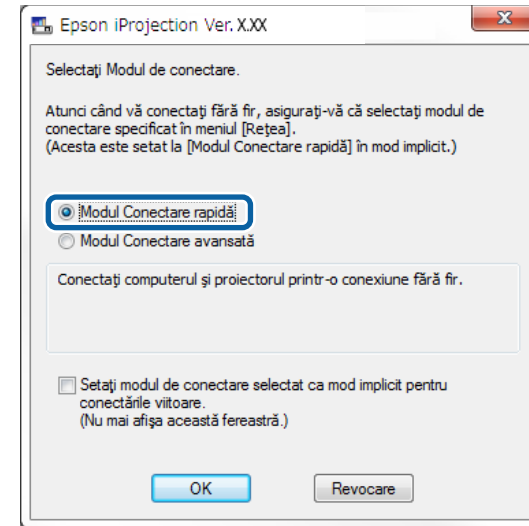 Epson iProjection Ver. X.XX
Selectaţi Modul de conectare.
Atunci când vă conectaţi fără fir, asiguraţi-vă că selectaţi modul de
conectare specificat în meniul [Reţea].
(Acesta este setat la [Modul Conectare rapidă] în mod implicit.)
Modul Conectare rapidă
Modul Conectare avansată
Conectaţi computerul şi proiectorul printr-o conexiune fără fir.
Setaţi modul de conectare selectat ca mod implicit pentru
conectările viitoare.
(Nu mai afişa această fereastră.)
OK
Revocare